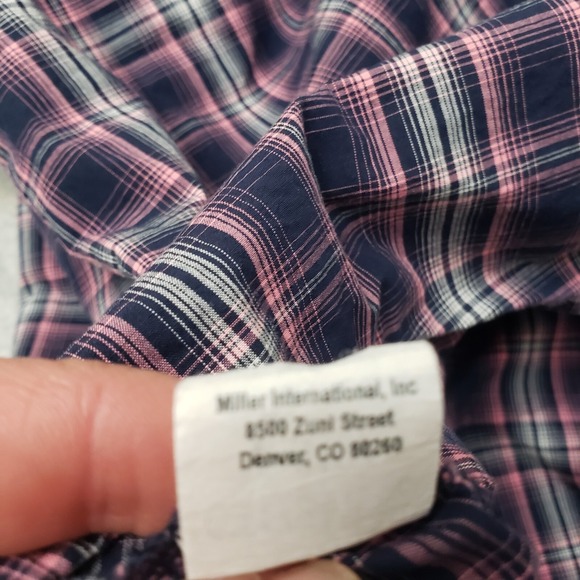 Miller International, Inc
8500 Zuni Street
Denver, CO 80260